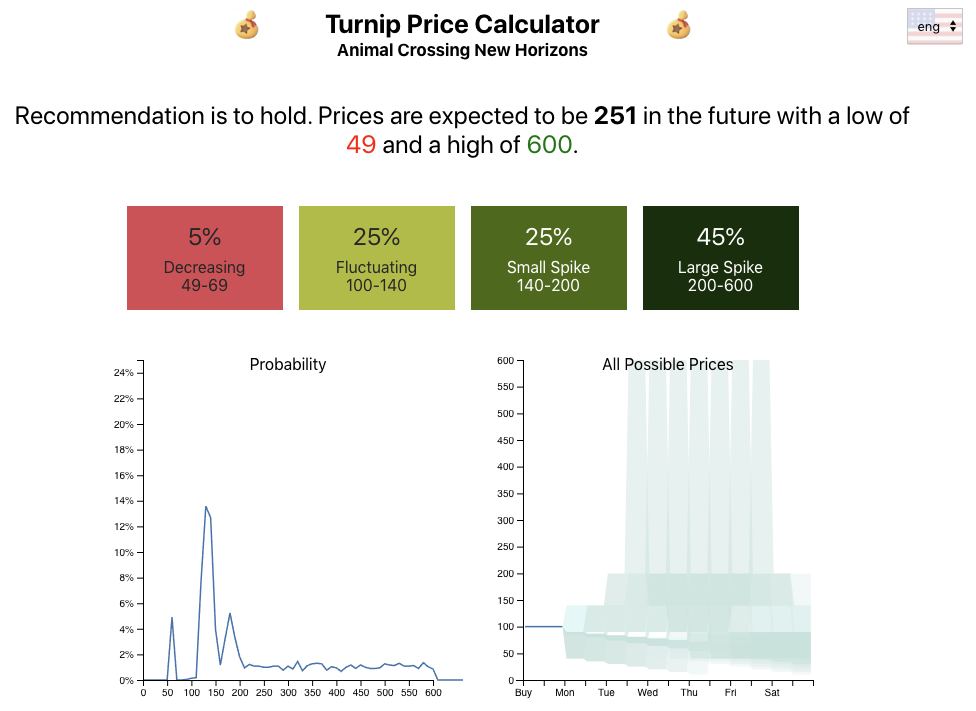 Turnip Price Calculator
Animal Crossing New Horizons
eng
Recommendation is to hold. Prices are expected to be 251 in the future with a low of
49 and a high of 600.
5%
Decreasing
49-69
25%
Fluctuating
100-140
25%
Small Spike
140-200
45%
Large Spike
200-600
Probability
24%
22%
20%
18%
16%
14%
12%
10%
8%
6%
4%
2%
0%
0 50 100 150 200 250 300 350 400 450 500 550 600
All Possible Prices
600
550
500
450
400
350
300
250
200
150
100
50
0
Buy Mon Tue Wed Thu Fri Sat